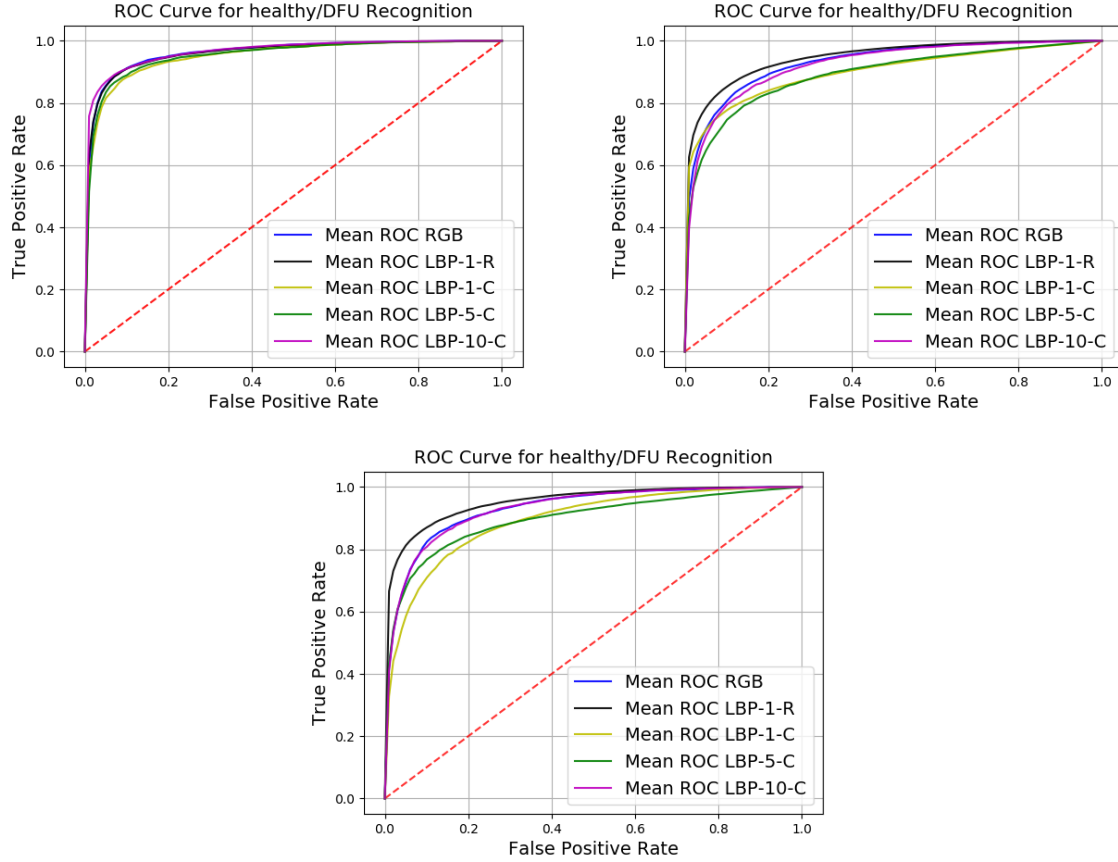 ROC Curve for healthy/DFU Recognition
True Positive Rate
1.0
0.8
0.6
0.4
0.2
0.0
Mean ROC RGB
Mean ROC LBP-1-R
Mean ROC LBP-1-C
Mean ROC LBP-5-C
Mean ROC LBP-10-C
0.0 0.2 0.4 0.6 0.8 1.0
False Positive Rate
ROC Curve for healthy/DFU Recognition
True Positive Rate
1.0
0.8
0.6
0.4
0.2
0.0
Mean ROC RGB
Mean ROC LBP-1-R
Mean ROC LBP-1-C
Mean ROC LBP-5-C
Mean ROC LBP-10-C
0.0 0.2 0.4 0.6 0.8 1.0
False Positive Rate
ROC Curve for healthy/DFU Recognition
True Positive Rate
1.0
0.8
0.6
0.4
0.2
0.0
Mean ROC RGB
Mean ROC LBP-1-R
Mean ROC LBP-1-C
Mean ROC LBP-5-C
Mean ROC LBP-10-C
0.0 0.2 0.4 0.6 0.8 1.0
False Positive Rate